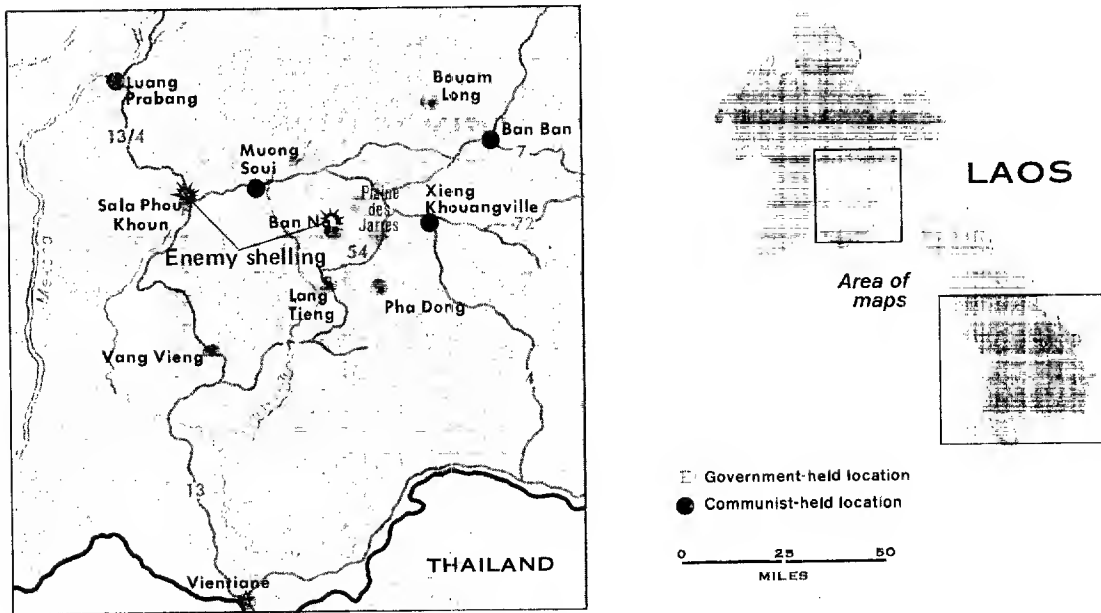 Luang
Prabang
Bouam
Long
Ban Ban
13/4
7
Muong
Soui
Plaine
des
Jarres
Xieng
Khouangville
Sala Phou
Khoun
Ban Na
72
Enemy shelling
54
Mekong
Lang
Tieng
Pha Dong
Vang Vieng
13
THAILAND
Vientiane
LAOS
Area of
maps
Government-held location
Communist-held location
0 25 50
MILES